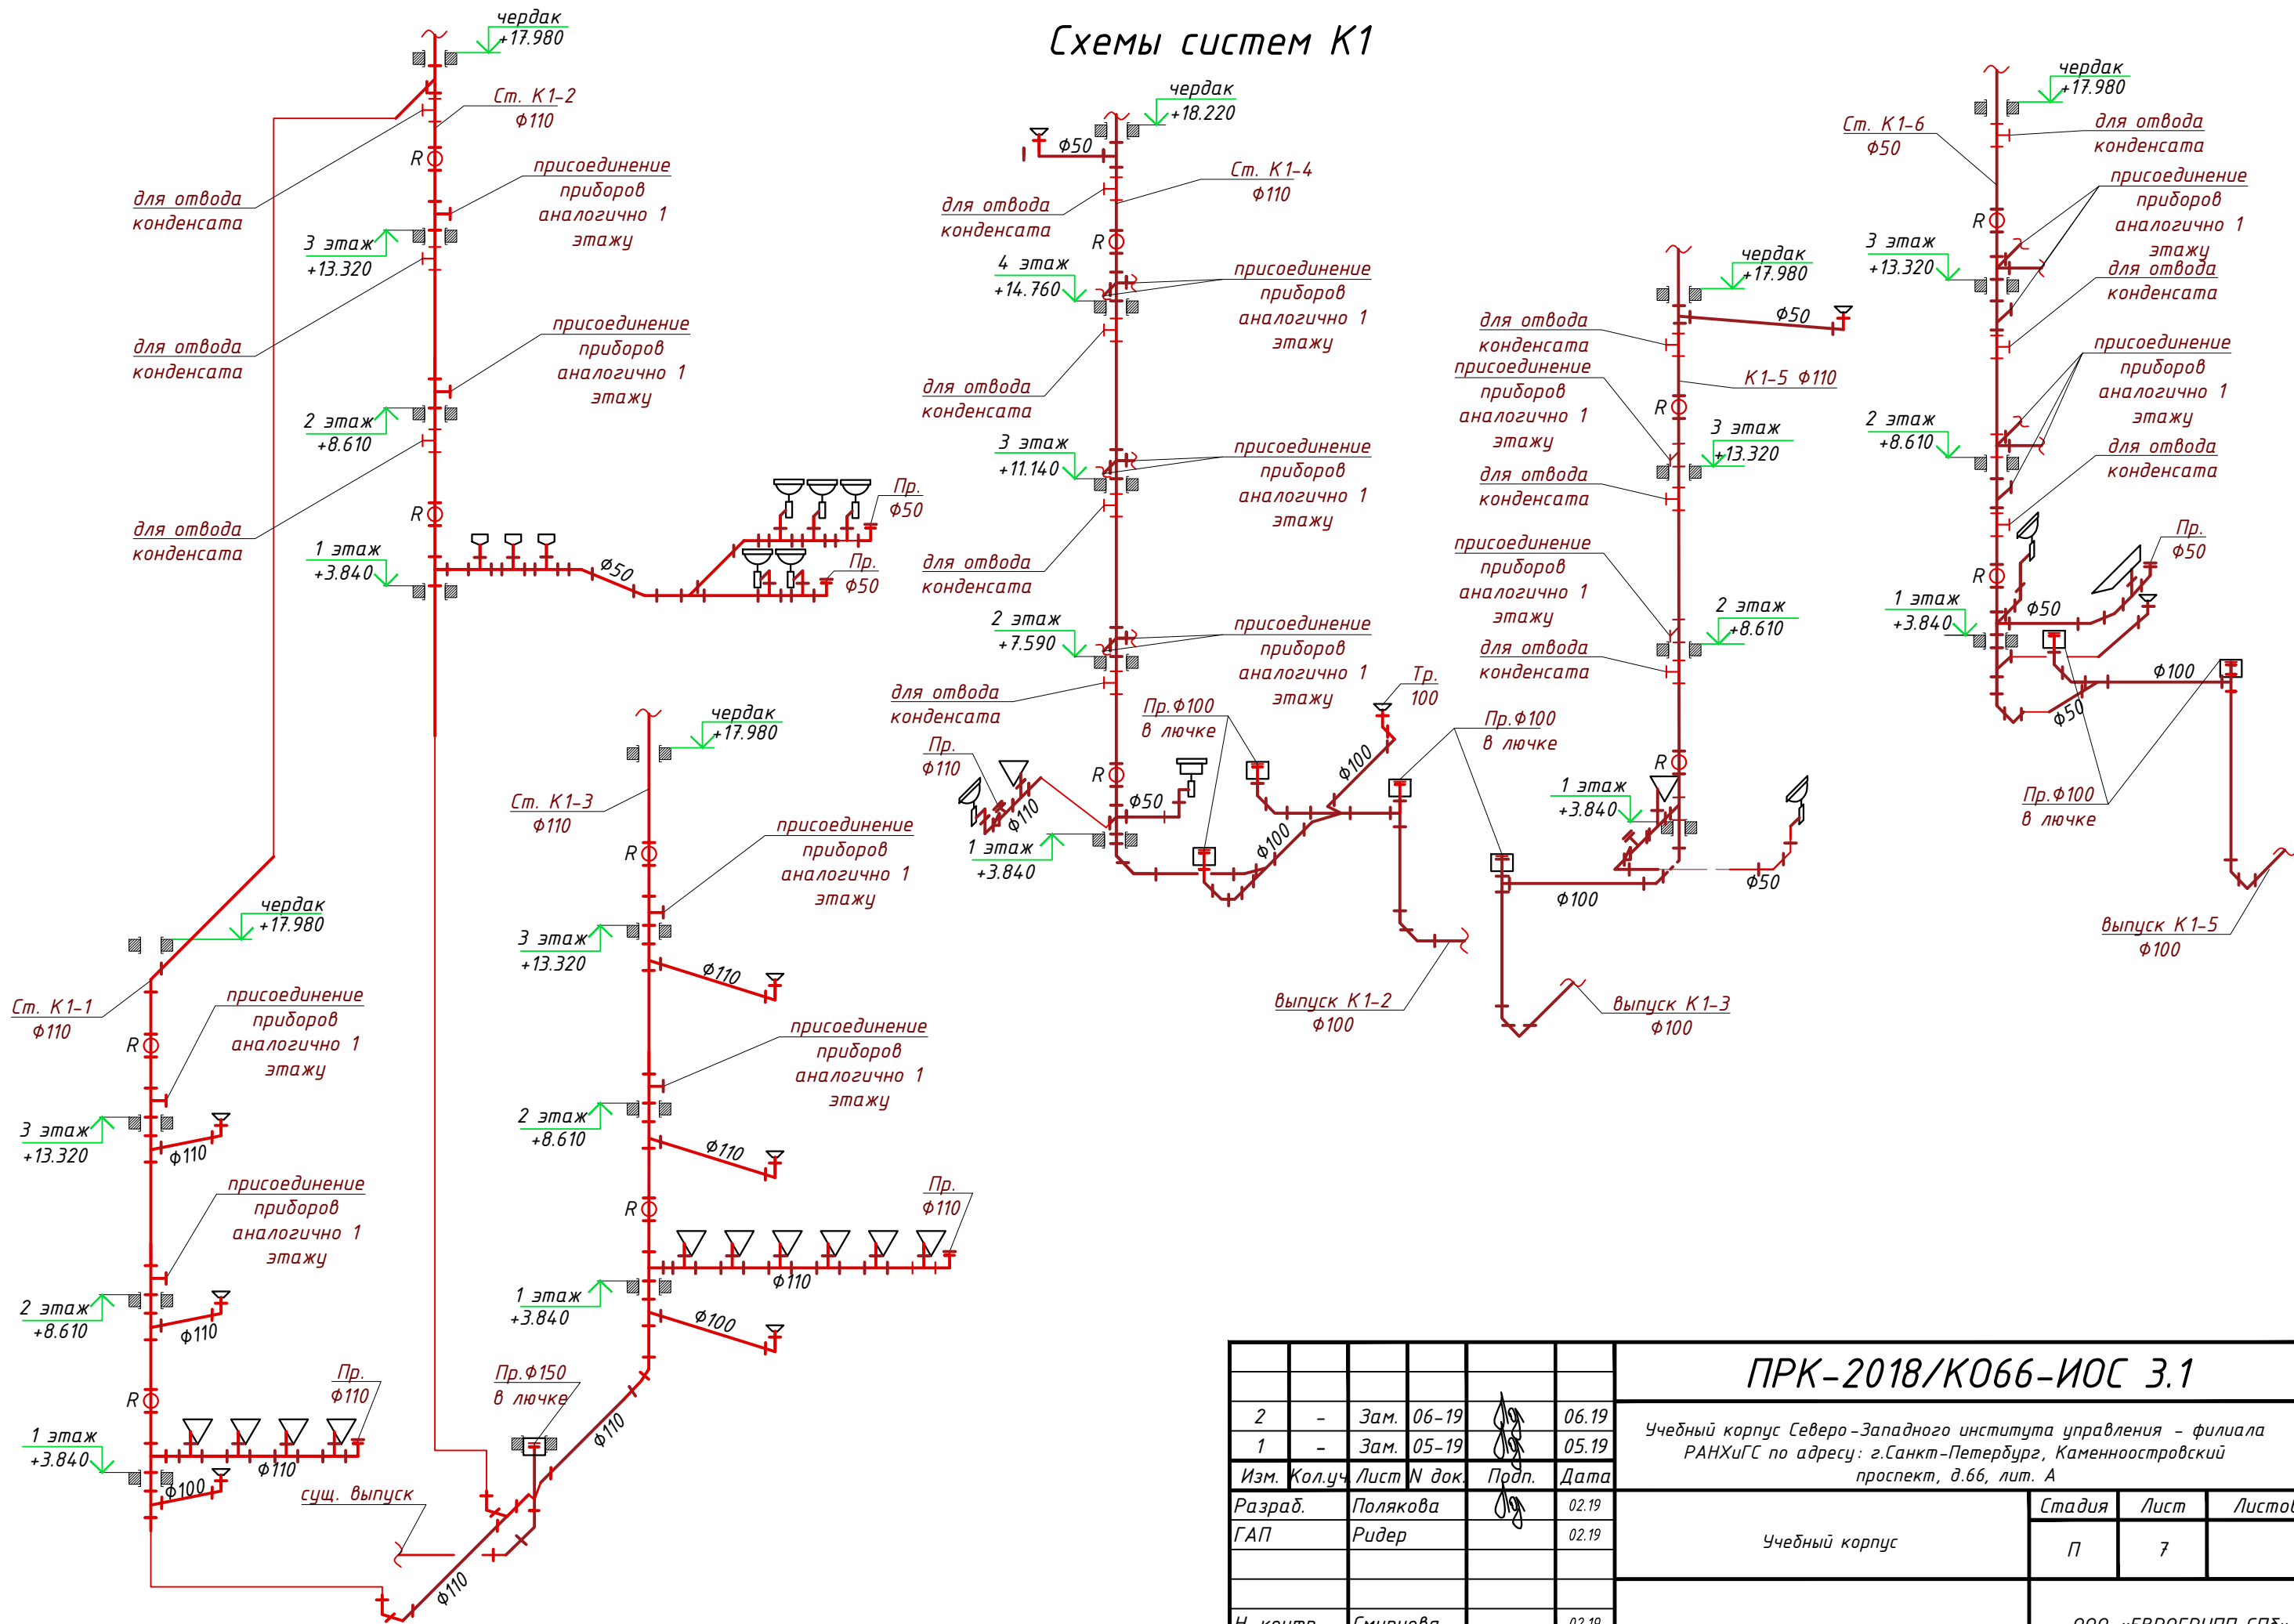 Схемы систем К1
чердак
+17.980
Ст. К1-2
Ф110
R
присоединение
приборов
аналогично 1
этажу
для отвода
конденсата
3 этаж
+13.320
присоединение
приборов
аналогично 1
этажу
для отвода
конденсата
2 этаж
+8.610
R
для отвода
конденсата
1 этаж
+3.840
Ф50
Пр.
Ф50
Пр.
Ф50
чердак
+17.980
Ст. К1-1
Ф110
R
присоединение
приборов
аналогично 1
этажу
3 этаж
+13.320
Ф110
присоединение
приборов
аналогично 1
этажу
2 этаж
+8.610
Ф110
R
Пр.
Ф110
1 этаж
+3.840
Ф110
Ф100
сущ. выпуск
Ф110
чердак
+17.980
Ст. К1-3
Ф110
R
присоединение
приборов
аналогично 1
этажу
3 этаж
+13.320
Ф110
присоединение
приборов
аналогично 1
этажу
2 этаж
+8.610
Ф110
R
Пр.
Ф110
Ф110
1 этаж
+3.840
Ф100
Пр.Ф150
в лючке
Ф110
чердак
+18.220
Ф50
Ст. К1-4
Ф110
для отвода
конденсата
R
4 этаж
+14.760
присоединение
приборов
аналогично 1
этажу
для отвода
конденсата
3 этаж
+11.140
присоединение
приборов
аналогично 1
этажу
для отвода
конденсата
2 этаж
+7.590
присоединение
приборов
аналогично 1
этажу
для отвода
конденсата
Пр.
Ф110
Ф110
R
Ф50
1 этаж
+3.840
Пр.Ф100
в лючке
Тр.
100
Ф100
Ф100
Пр.Ф100
в лючке
выпуск К1-2
Ф100
чердак
+17.980
Ф50
для отвода
конденсата
К1-5 Ф110
присоединение
приборов
аналогично 1
этажу
R
3 этаж
+13.320
для отвода
конденсата
присоединение
приборов
аналогично 1
этажу
2 этаж
+8.610
для отвода
конденсата
R
1 этаж
+3.840
Ф50
Ф100
выпуск К1-3
Ф100
чердак
+17.980
Ст. К1-6
Ф50
для отвода
конденсата
R
присоединение
приборов
аналогично 1
этажу
3 этаж
+13.320
для отвода
конденсата
присоединение
приборов
аналогично 1
этажу
2 этаж
+8.610
для отвода
конденсата
R
Пр.
Ф50
1 этаж
+3.840
Ф50
Ф100
Ф50
Пр.Ф100
в лючке
выпуск К1-5
Ф100
ПРК-2018/КО66-ИОС 3.1
2 - Зам. 06-19 06.19
1 - Зам. 05-19 05.19
Изм. Кол.уч Лист N док. Подп. Дата
Учебный корпус Северо-Западного института управления - филиала
РАНХиГС по адресу: г.Санкт-Петербург, Каменноостровский
проспект, д.66, лит. А
Разраб. Полякова 02.19
ГАП Ридер 02.19
Учебный корпус
Стадия Лист Листов
П 7
Н. контр. Смирнова 02.19
ООО «ЕВРОГРУПП СПб»